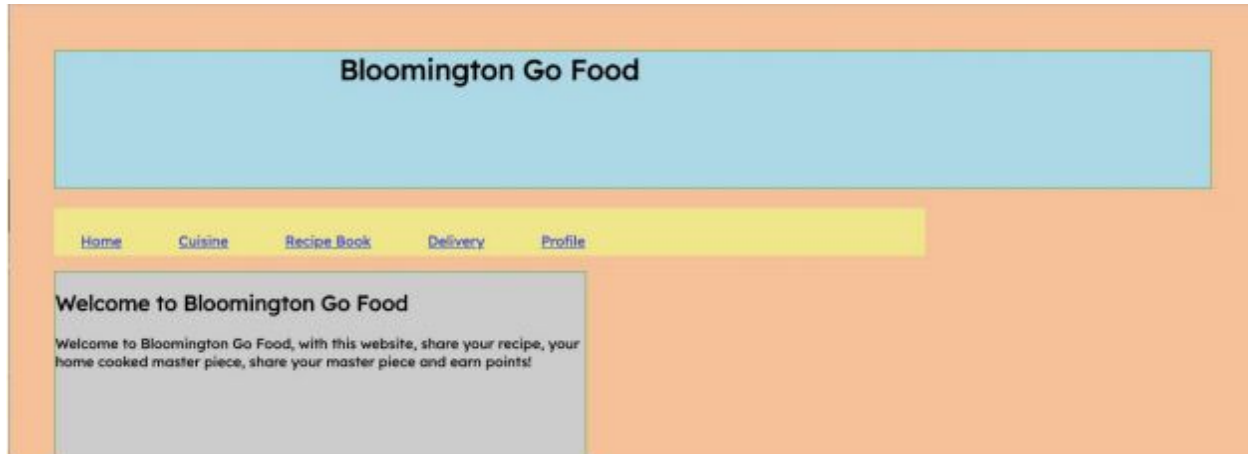 Bloomington Go Food
Home Cuisine Recipe Book Delivery Profile
Welcome to Bloomington Go Food
Welcome to Bloomington Go Food, with this website, share your recipe, your
home cooked master piece, share your master piece and earn points!